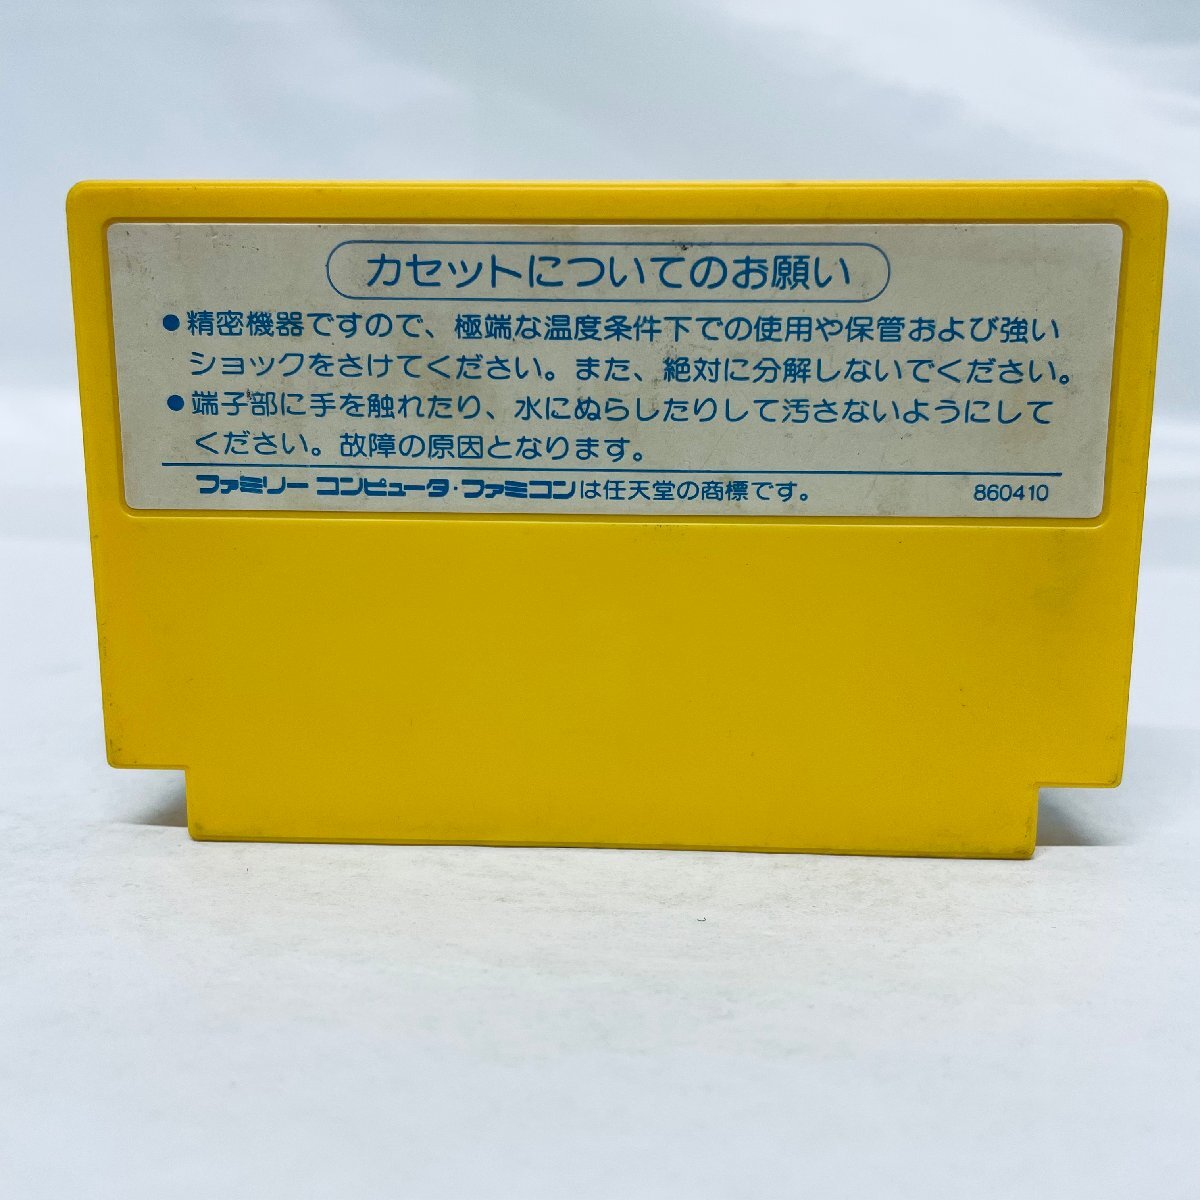 カセットについてのお願い
●精密機器ですので、極端な温度条件下での使用や保管および強い
ショックをさけてください。また、絶対に分解しないでください。
●端子部に手を触れたり、水にぬらしたりして汚さないようにして
ください。故障の原因となります。
ファミリーコンピュータ・ファミコンは任天堂の商標です。 860410